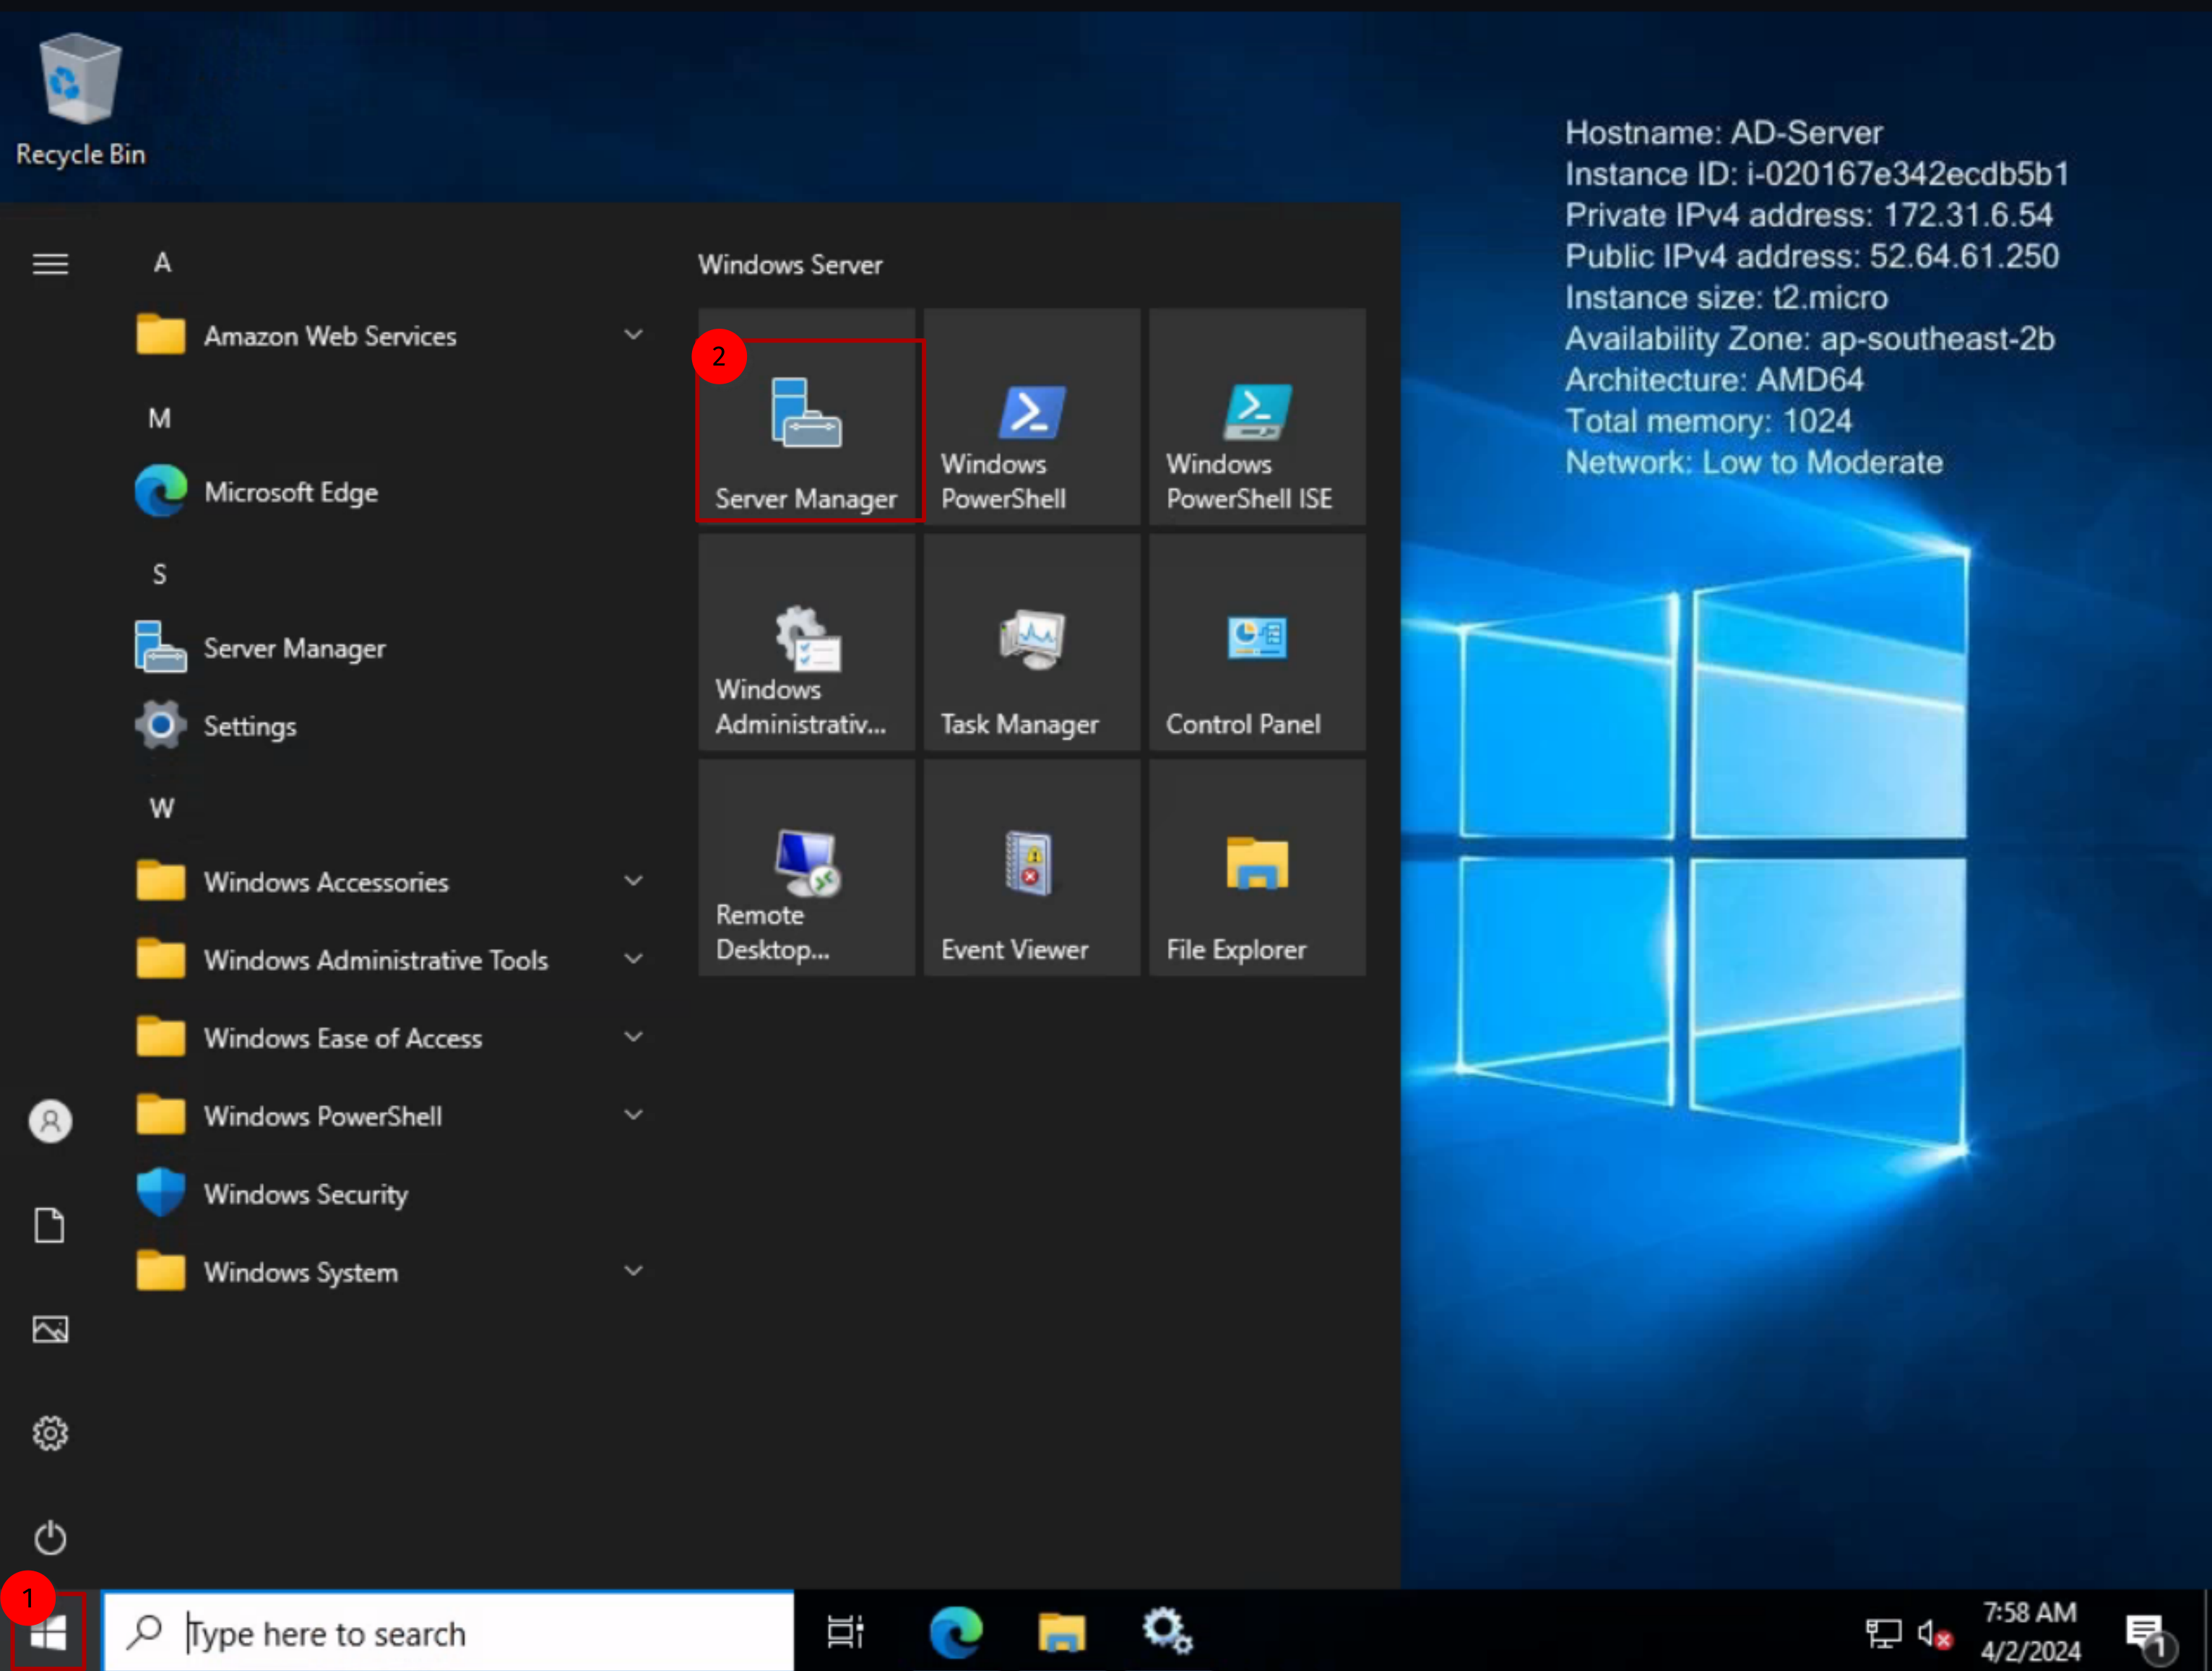 Recycle Bin
Hostname: AD-Server
Instance ID: i-020167e342ecdb5b1
Private IPv4 address: 172.31.6.54
Public IPv4 address: 52.64.61.250
Instance size: t2.micro
Availability Zone: ap-southeast-2b
Architecture: AMD64
Total memory: 1024
Network: Low to Moderate
A
Amazon Web Services
M
Microsoft Edge
S
Server Manager
Settings
W
Windows Accessories
Windows Administrative Tools
Windows Ease of Access
Windows PowerShell
Windows Security
Windows System
Windows Server
2
Server Manager
Windows
PowerShell
Windows
PowerShell ISE
Windows
Administrativ...
Task Manager
Control Panel
Remote
Desktop...
Event Viewer
File Explorer
1
Type here to search
7:58 AM
4/2/2024
1